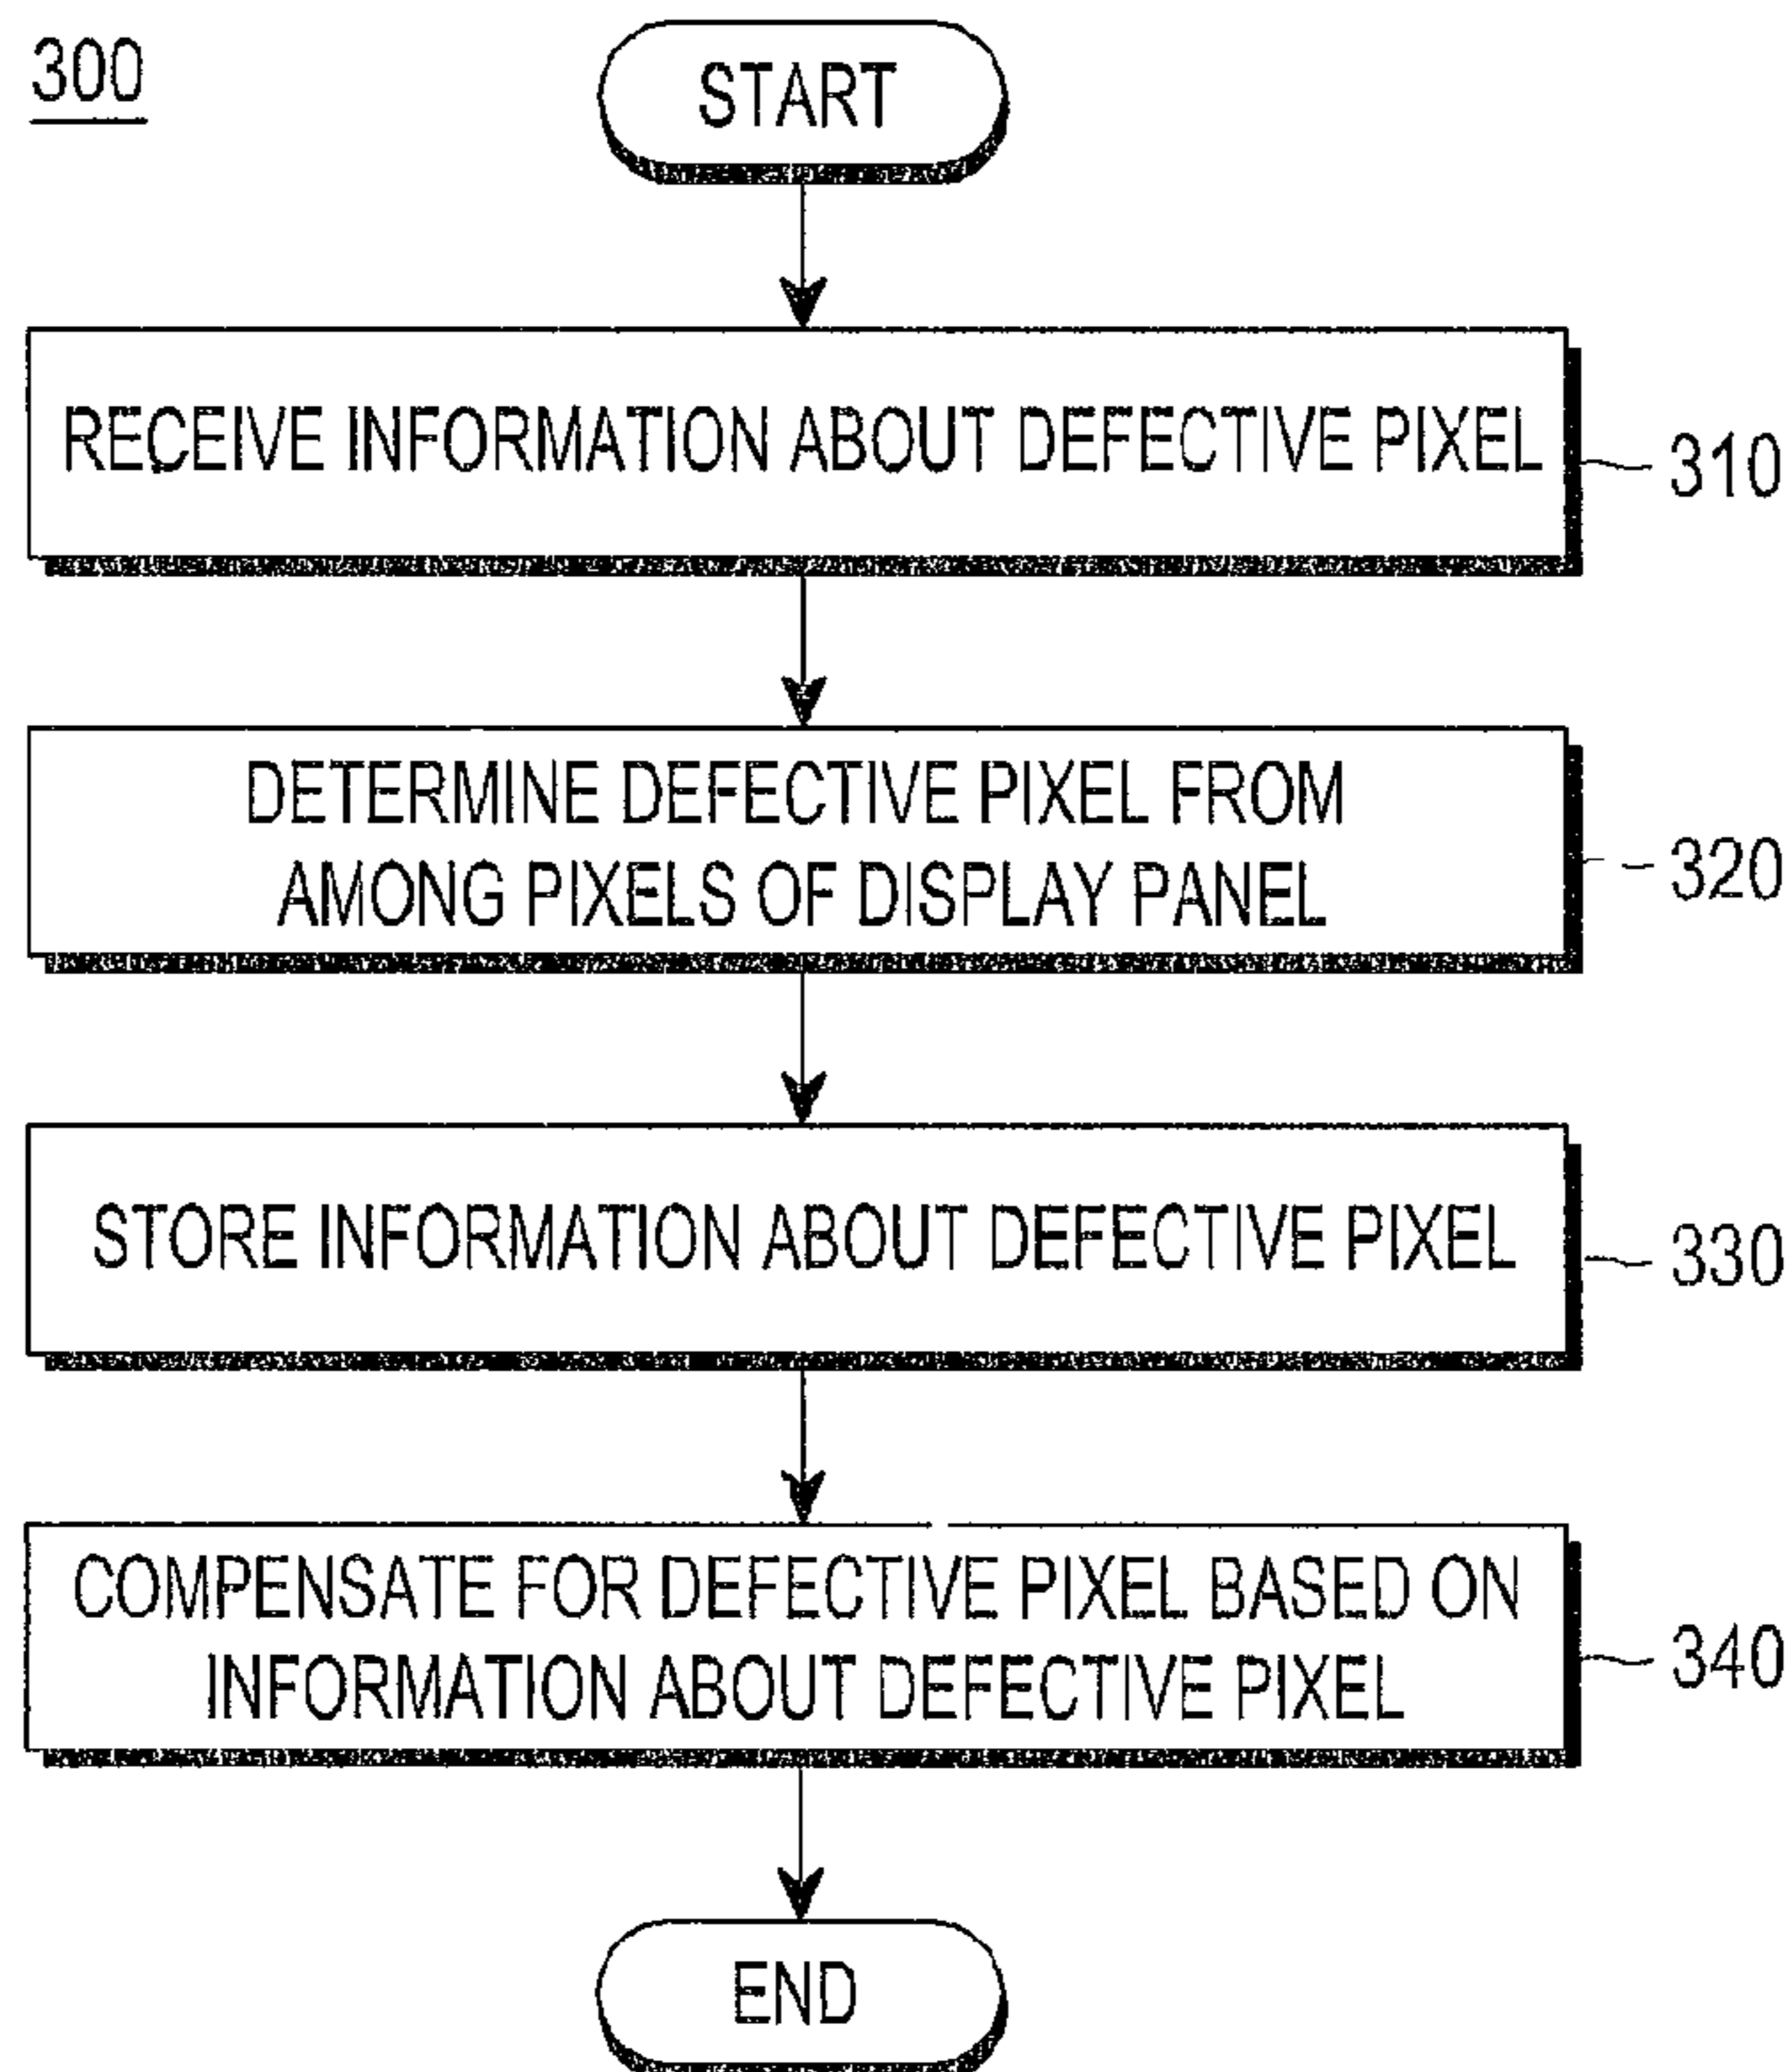 300
START
RECEIVE INFORMATION ABOUT DEFECTIVE PIXEL
310
DETERMINE DEFECTIVE PIXEL FROM
AMONG PIXELS OF DISPLAY PANEL
320
STORE INFORMATION ABOUT DEFECTIVE PIXEL
330
COMPENSATE FOR DEFECTIVE PIXEL BASED ON
INFORMATION ABOUT DEFECTIVE PIXEL
340
END